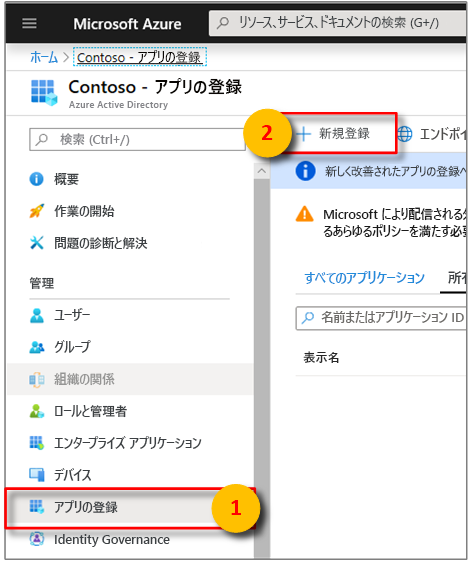 Microsoft Azure
リソース、サービス、ドキュメントの検索 (G+/)
ホーム > Contoso - アプリの登録
Contoso - アプリの登録
Azure Active Directory
検索 (Ctrl+/)
2
新規登録
エンドポイ
新しく改善されたアプリの登録へ
概要
作業の開始
問題の診断と解決
Microsoft により配信される
るあらゆるポリシーを満たす必
管理
すべてのアプリケーション
所有
ユーザー
名前またはアプリケーション ID
グループ
表示名
組織の関係
ロールと管理者
エンタープライズ アプリケーション
デバイス
アプリの登録
1
Identity Governance